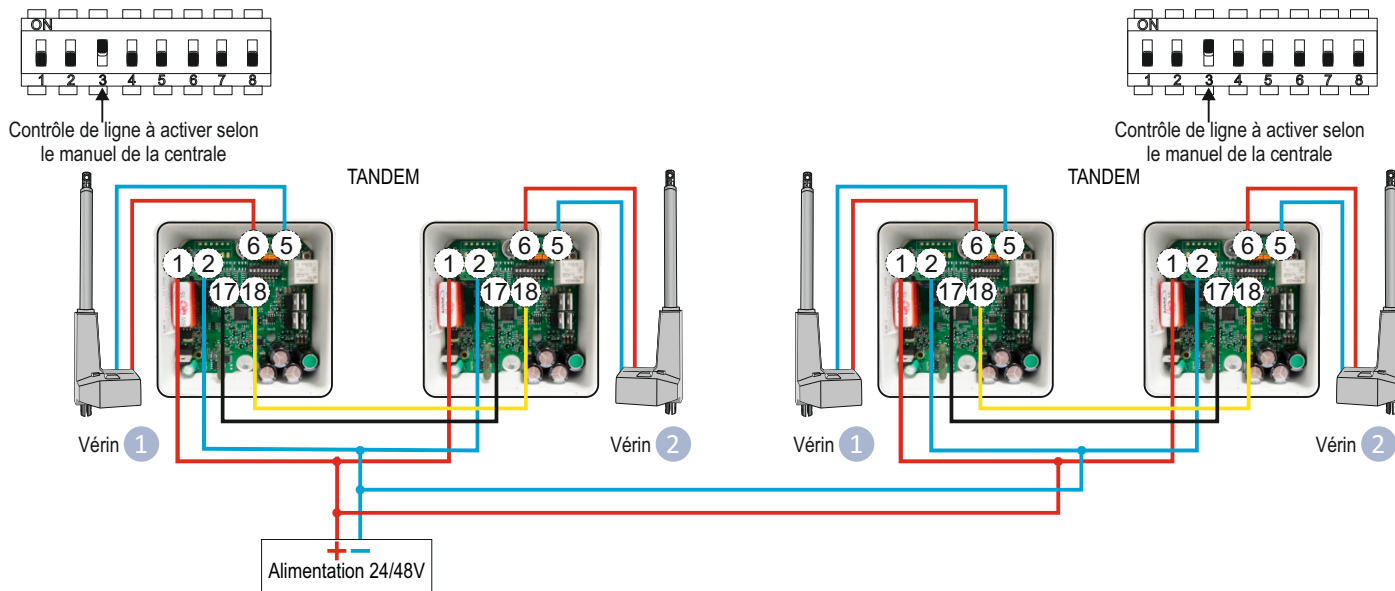 ON
1 2 3 4 5 6 7 8
Contrôle de ligne à activer selon
le manuel de la centrale
ON
1 2 3 4 5 6 7 8
Contrôle de ligne à activer selon
le manuel de la centrale
TANDEM
6 5
1 2
17 18
6 5
1 2
17 18
Vérin 1
Vérin 2
TANDEM
6 5
1 2
17 18
6 5
1 2
17 18
Vérin 1
Vérin 2
+ −
Alimentation 24/48V